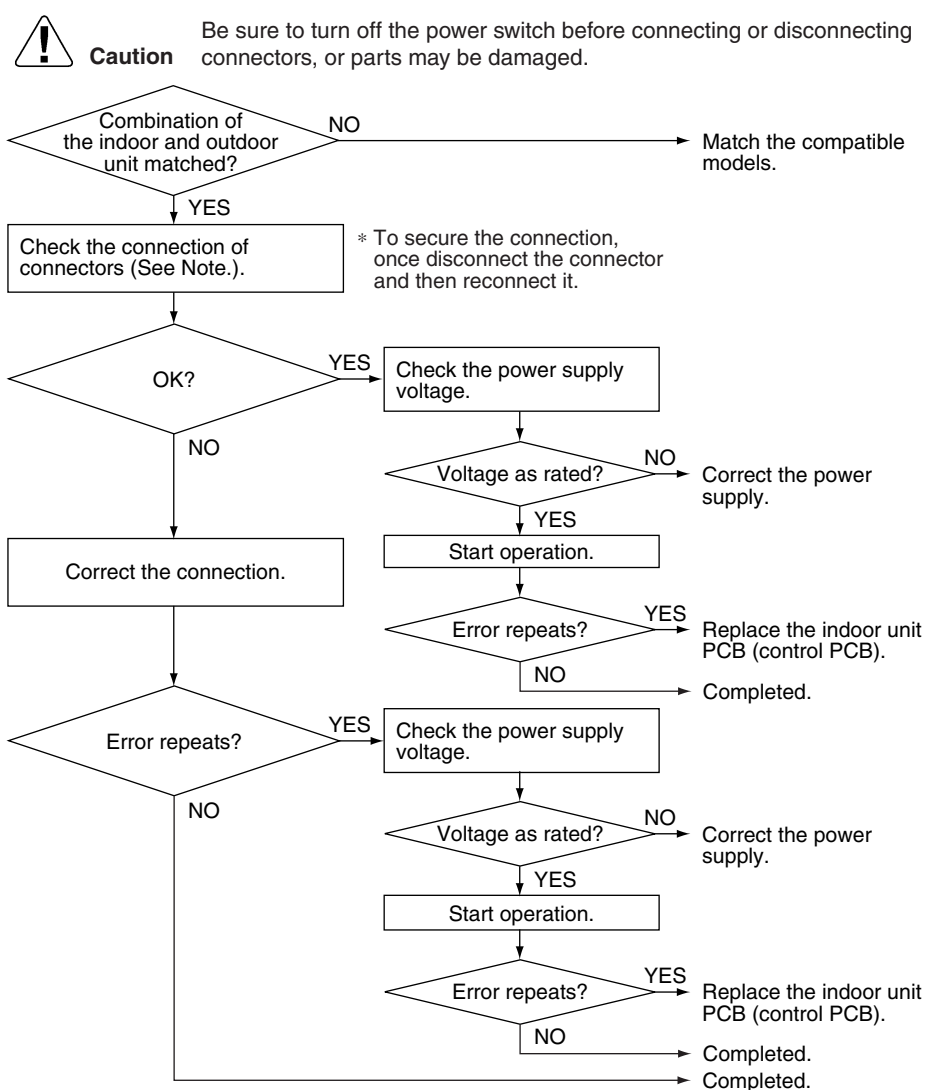 Be sure to turn off the power switch before connecting or disconnecting
Caution connectors, or parts may be damaged.
Combination of
the indoor and outdoor
unit matched?
NO
Match the compatible
models.
YES
Check the connection of
connectors (See Note.).
* To secure the connection,
once disconnect the connector
and then reconnect it.
OK?
YES
Check the power supply
voltage.
NO
Voltage as rated?
NO
Correct the power
supply.
YES
Start operation.
Correct the connection.
Error repeats?
YES
Replace the indoor unit
PCB (control PCB).
NO
Completed.
Error repeats?
YES
Check the power supply
voltage.
NO
Voltage as rated?
NO
Correct the power
supply.
YES
Start operation.
Error repeats?
YES
Replace the indoor unit
PCB (control PCB).
NO
Completed.
Completed.